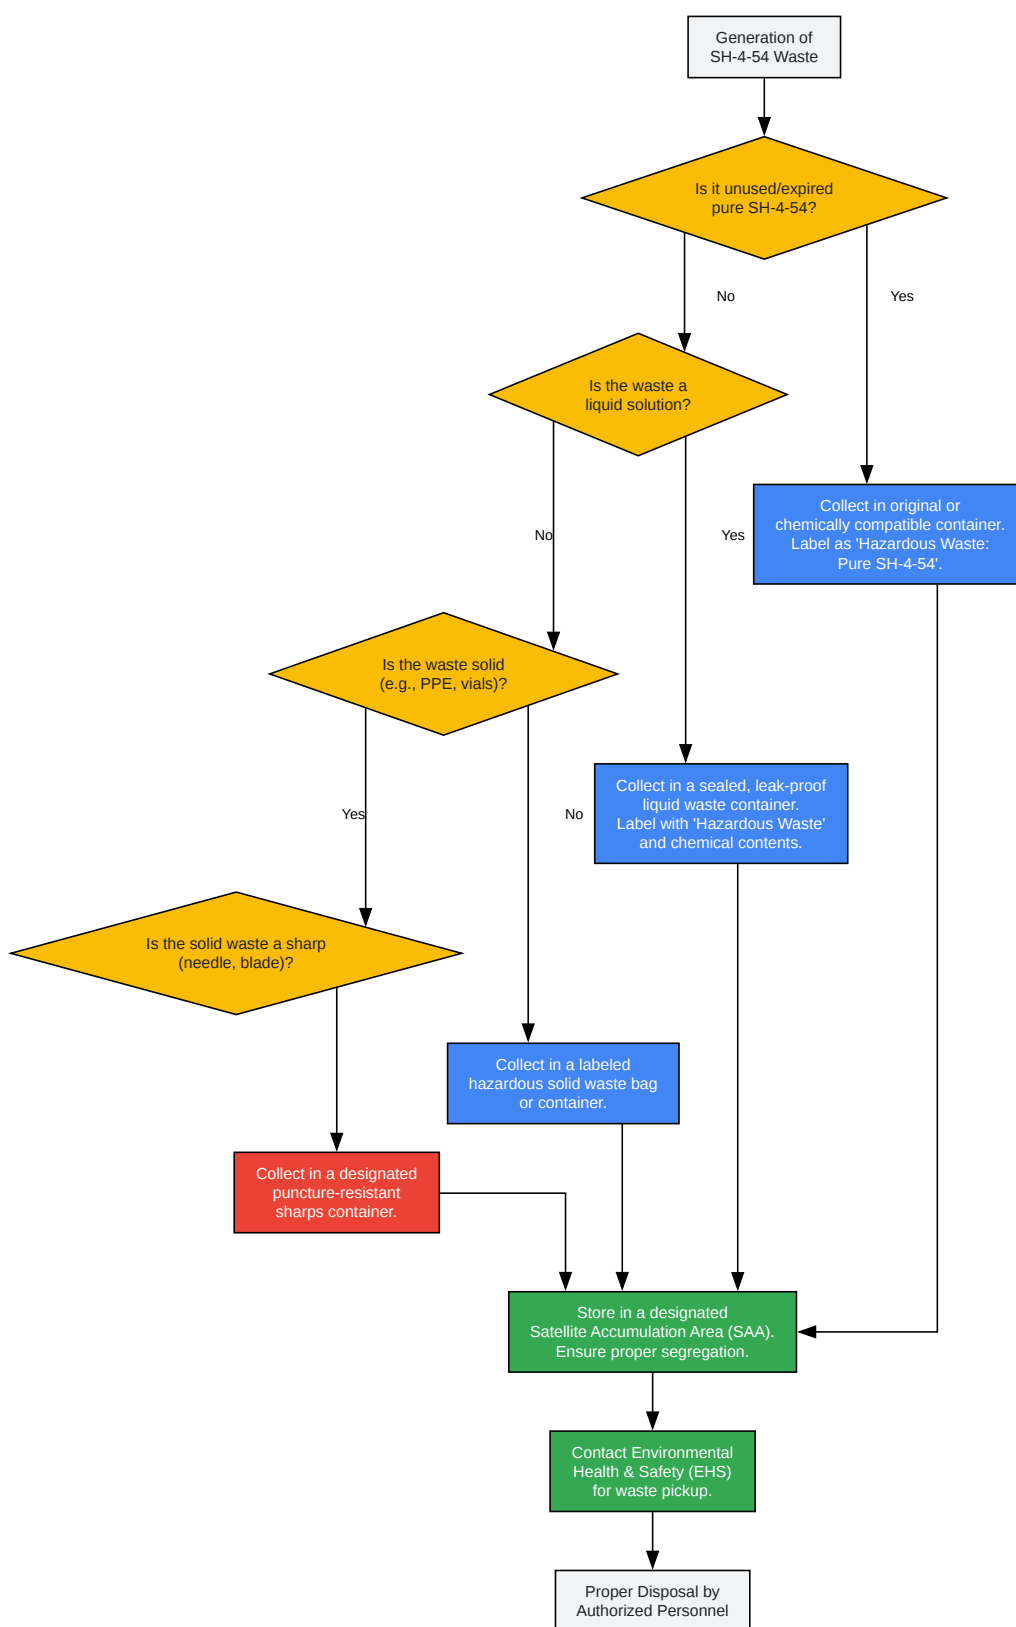 Generation of
SH-4-54 Waste
Is it unused/expired
pure SH-4-54?
No
Yes
Is the waste a
liquid solution?
Collect in original or
chemically compatible container.
Label as 'Hazardous Waste:
Pure SH-4-54'.
No
Yes
Is the waste solid
(e.g., PPE, vials)?
Collect in a sealed, leak-proof
liquid waste container.
Label with 'Hazardous Waste'
and chemical contents.
Yes
No
Is the solid waste a sharp
(needle, blade)?
Collect in a labeled
hazardous solid waste bag
or container.
Collect in a designated
puncture-resistant
sharps container.
Store in a designated
Satellite Accumulation Area (SAA).
Ensure proper segregation.
Contact Environmental
Health & Safety (EHS)
for waste pickup.
Proper Disposal by
Authorized Personnel